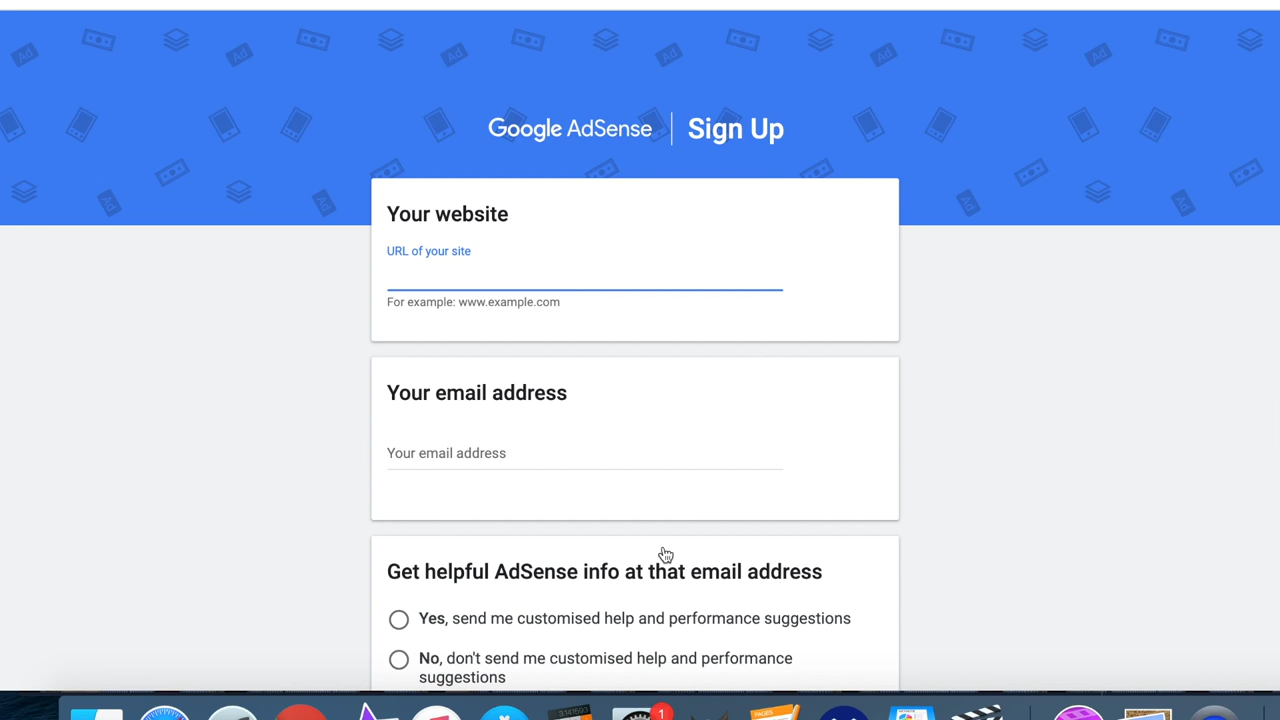 Google AdSense | Sign Up
Your website
URL of your site
For example: www.example.com
Your email address
Your email address
Get helpful AdSense info at that email address
Yes, send me customised help and performance suggestions
No, don't send me customised help and performance
suggestions
1